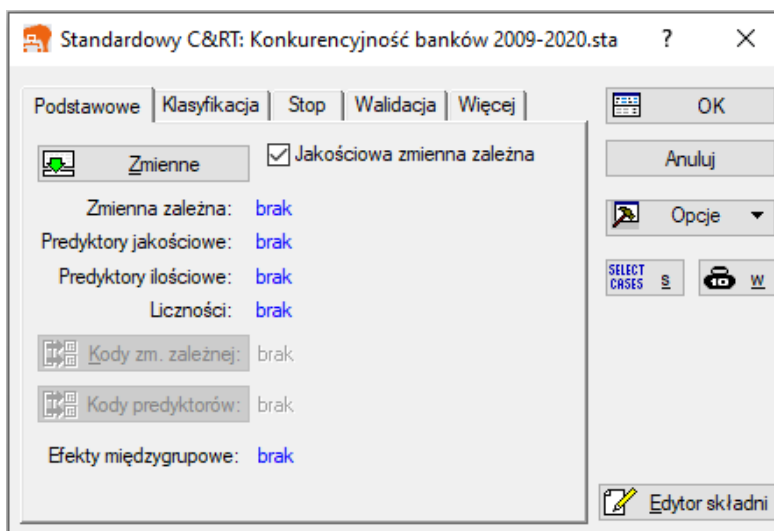 Standardowy C&RT: Konkurencyjność banków 2009-2020.sta ? X
Podstawowe Klasyfikacja Stop Walidacja Więcej
OK
Zmienne
Jakościowa zmienna zależna
Anuluj
Zmienna zależna: brak
Opcje
Predyktory jakościowe: brak
Predyktory ilościowe: brak
SELECT CASES S W
Liczności: brak
Kody zm. zależnej: brak
Kody predyktorów: brak
Efekty międzygrupowe: brak
Edytor składni